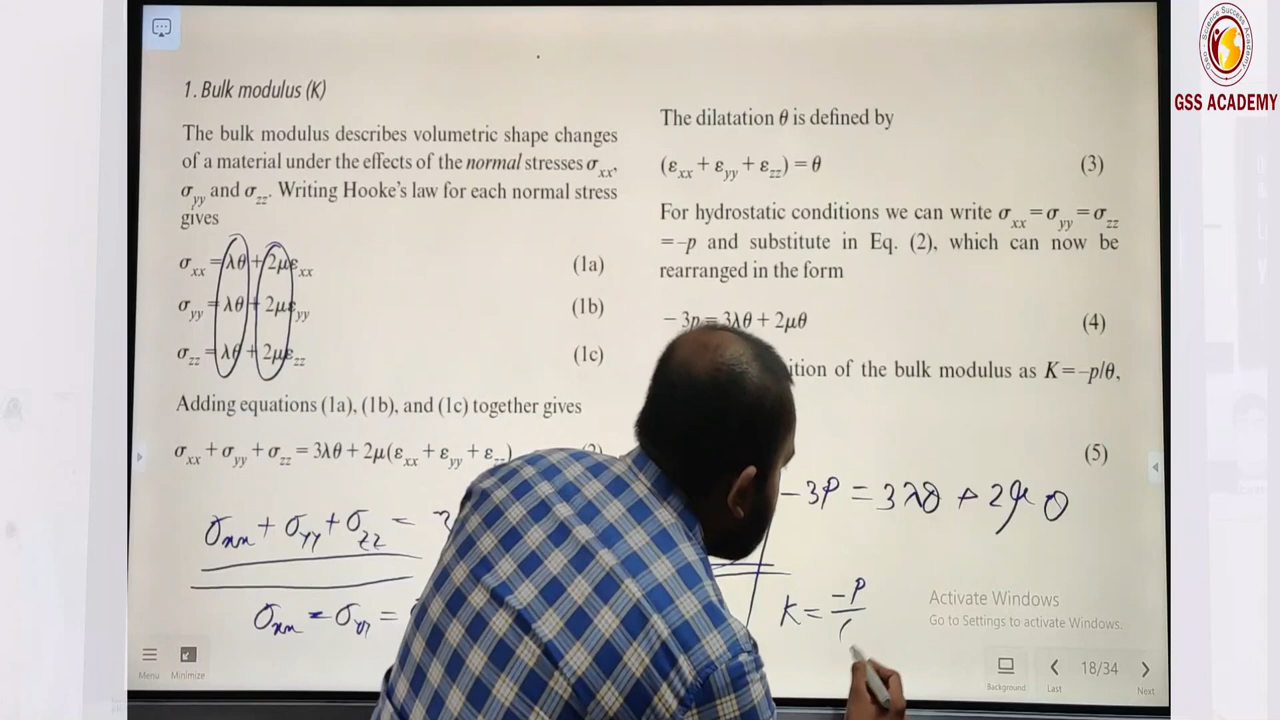 1. Bulk modulus (K)
The bulk modulus describes volumetric shape changes
of a material under the effects of the normal stresses σxx,
σyy and σzz. Writing Hooke's law for each normal stress
gives
σxx = λθ + 2μεxx (1a)
σyy = λθ + 2μεyy (1b)
σzz = λθ + 2μεzz (1c)
Adding equations (1a), (1b), and (1c) together gives
σxx + σyy + σzz = 3λθ + 2μ(εxx + εyy + ε
σxx + σyy + σzz =
σxx = σyy =
Menu
Minimize
The dilatation θ is defined by
(εxx + εyy + εzz) = θ (3)
For hydrostatic conditions we can write σxx = σyy = σzz
= –p and substitute in Eq. (2), which can now be
rearranged in the form
– 3p = 3λθ + 2μθ (4)
ition of the bulk modulus as K = –p/θ,
(5)
-3P = 3λθ + 2μθ
K = -P
Activate Windows
Go to Settings to activate Windows.
Background
Last
18/34
Next
Geo - Science Success Academy
GSS ACADEMY